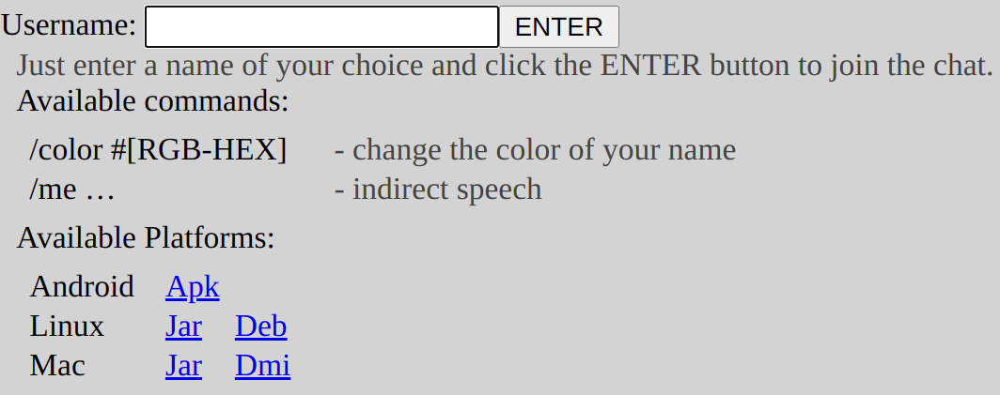 Username: ENTER
Just enter a name of your choice and click the ENTER button to join the chat.
Available commands:
/color #[RGB-HEX] - change the color of your name
/me … - indirect speech
Available Platforms:
Android Apk
Linux Jar Deb
Mac Jar Dmi